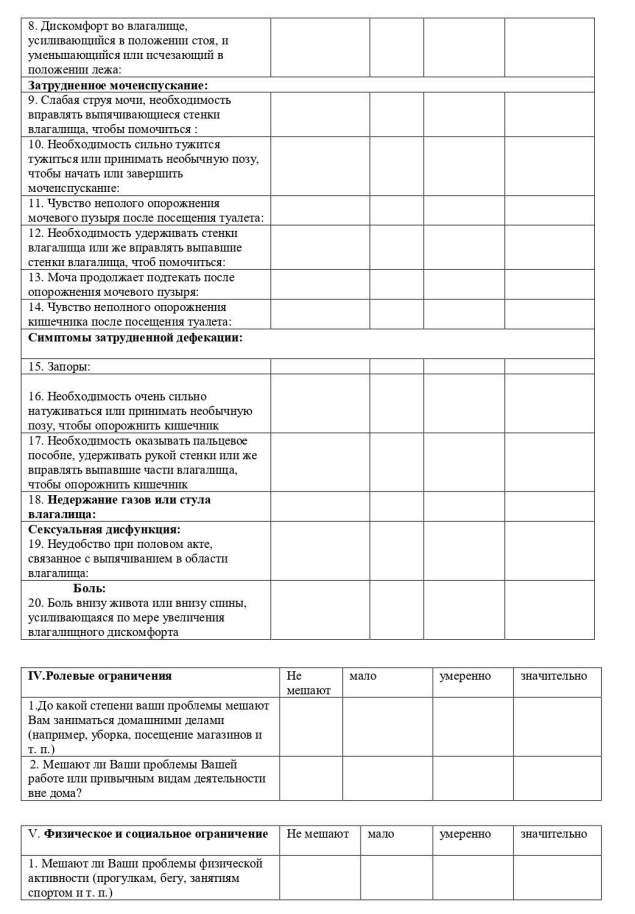 8. Дискомфорт во влагалище,
усиливающийся в положении стоя, и
уменьшающийся или исчезающий в
положении лежа:
Затрудненное мочеиспускание:
9. Слабая струя мочи, необходимость
вправлять выпячивающиеся стенки
влагалища, чтобы помочиться :
10. Необходимость сильно тужится
тужиться или принимать необычную позу,
чтобы начать или завершить
мочеиспускание:
11. Чувство неполого опорожнения
мочевого пузыря после посещения туалета:
12. Необходимость удерживать стенки
влагалища или же вправлять выпавшие
стенки влагалища, чтоб помочиться:
13. Моча продолжает подтекать после
опорожнения мочевого пузыря:
14. Чувство неполного опорожнения
кишечника после посещения туалета:
Симптомы затрудненной дефекации:
15. Запоры:
16. Необходимость очень сильно
натуживаться или принимать необычную
позу, чтобы опорожнить кишечник
17. Необходимость оказывать пальцевое
пособие, удерживать рукой стенки или же
вправлять выпавшие части влагалища,
чтобы опорожнить кишечник
18. Недержание газов или стула
влагалища:
Сексуальная дисфункция:
19. Неудобство при половом акте,
связанное с выпячиванием в области
влагалища:
Боль:
20. Боль внизу живота или внизу спины,
усиливающаяся по мере увеличения
влагалищного дискомфорта
IV.Ролевые ограничения Не мало умеренно значительно
мешают
1.До какой степени ваши проблемы мешают
Вам заниматься домашними делами
(например, уборка, посещение магазинов и
т. п.)
2. Мешают ли Ваши проблемы Вашей
работе или привычным видам деятельности
вне дома?
V. Физическое и социальное ограничение Не мешают мало умеренно значительно
1. Мешают ли Ваши проблемы физической
активности (прогулкам, бегу, занятиям
спортом и т. п.)